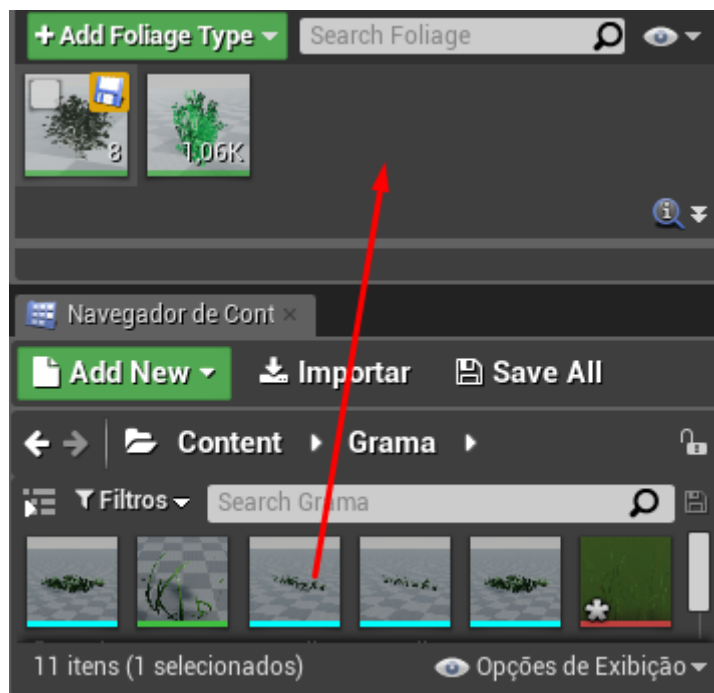 + Add Foliage Type
Search Foliage
8
1,06K
Navegador de Cont ×
Add New
Importar
Save All
Content
Grama
Filtros
Search Grama
11 itens (1 selecionados)
Opções de Exibição